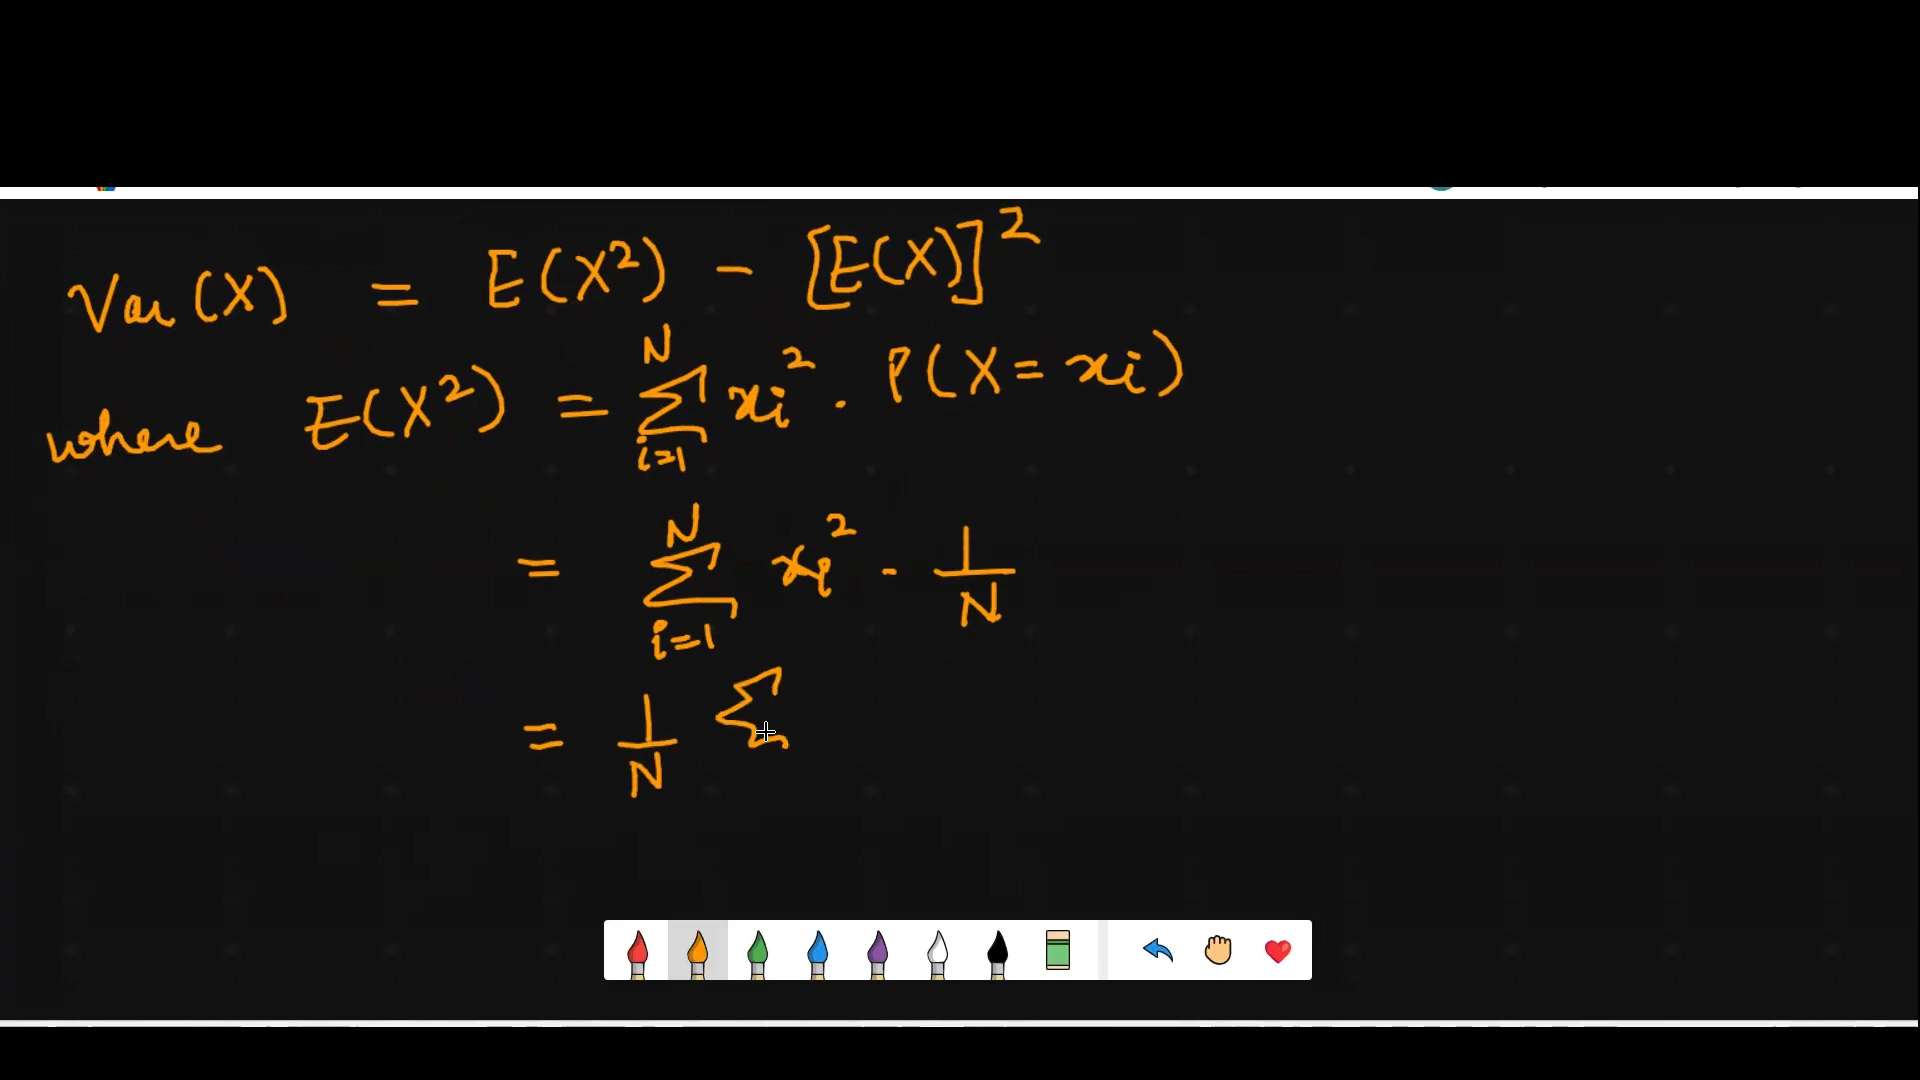 Var(X) = E(X²) - [E(X)]²
where E(X²) = N∑i=1 xi² . P(X = xi)
= N∑i=1 xi² - 1/N
= 1/N ∑